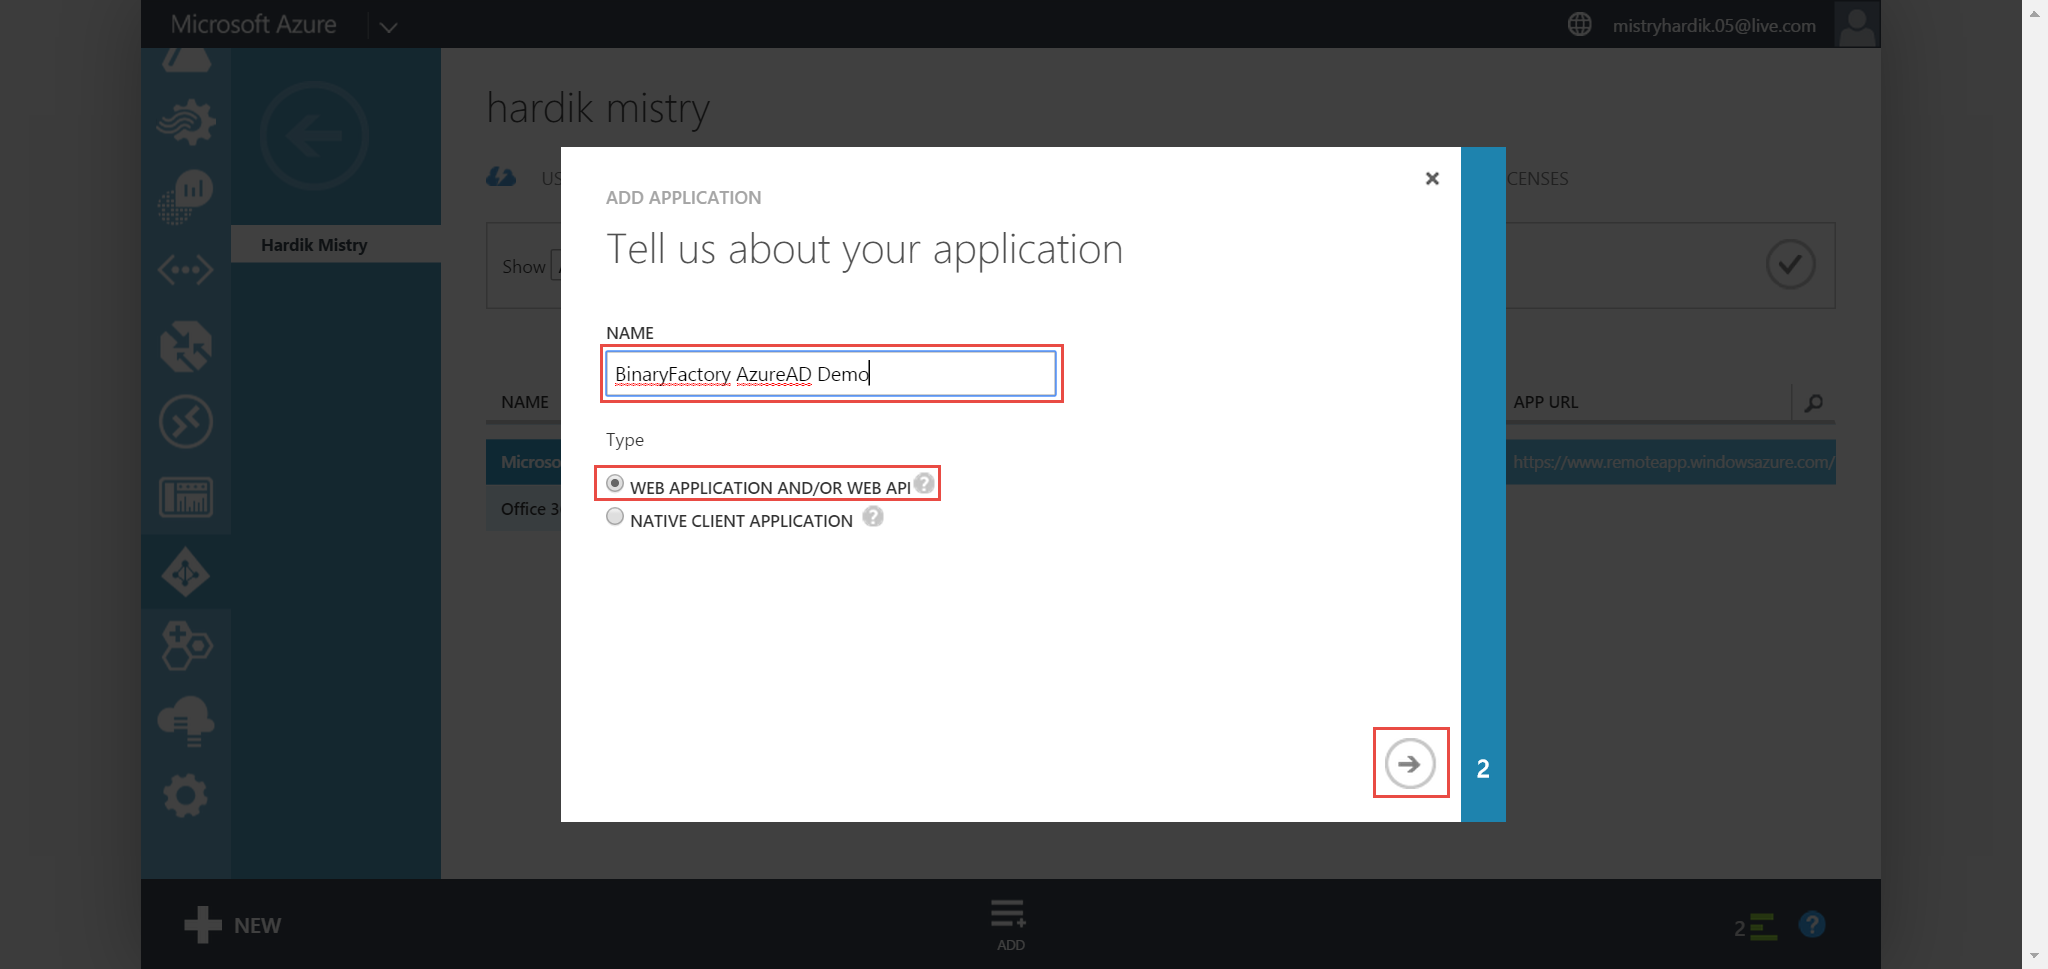 Microsoft Azure
mistryhardik.05@live.com
hardik mistry
US
CENSES
Hardik Mistry
Show
ADD APPLICATION
Tell us about your application
NAME
BinaryFactory AzureAD Demo
Type
WEB APPLICATION AND/OR WEB API ?
NATIVE CLIENT APPLICATION ?
NAME
APP URL
Microso
https://www.remoteapp.windowsazure.com/
Office 3
2
NEW
ADD
2
?